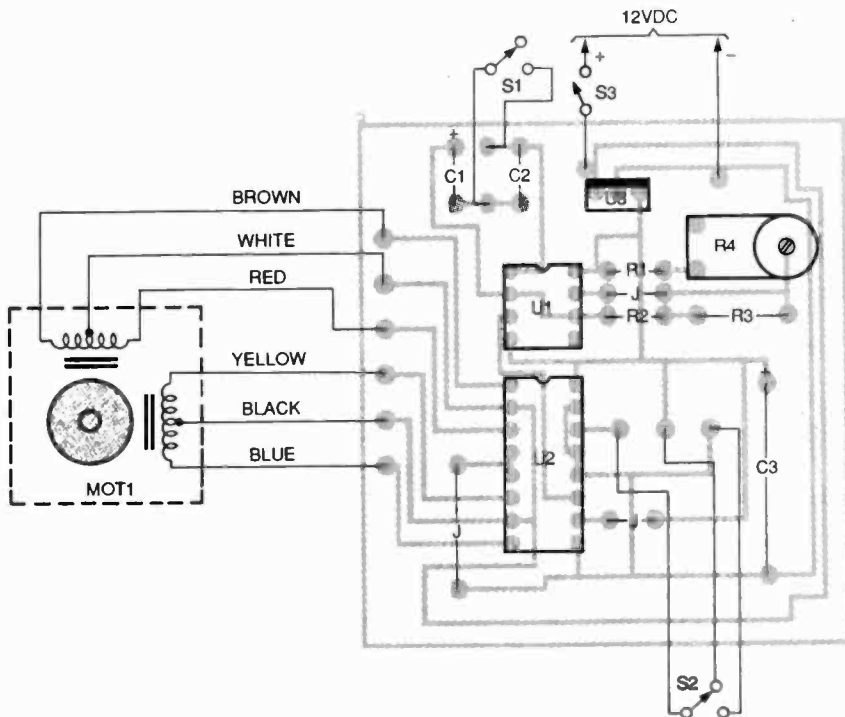 12VDC
+
-
S1
S3
+
C1
C2
U3
BROWN
WHITE
R4
RED
R1
J
U1
R2
R3
YELLOW
BLACK
U2
+
C3
BLUE
MOT1
J
J
S2